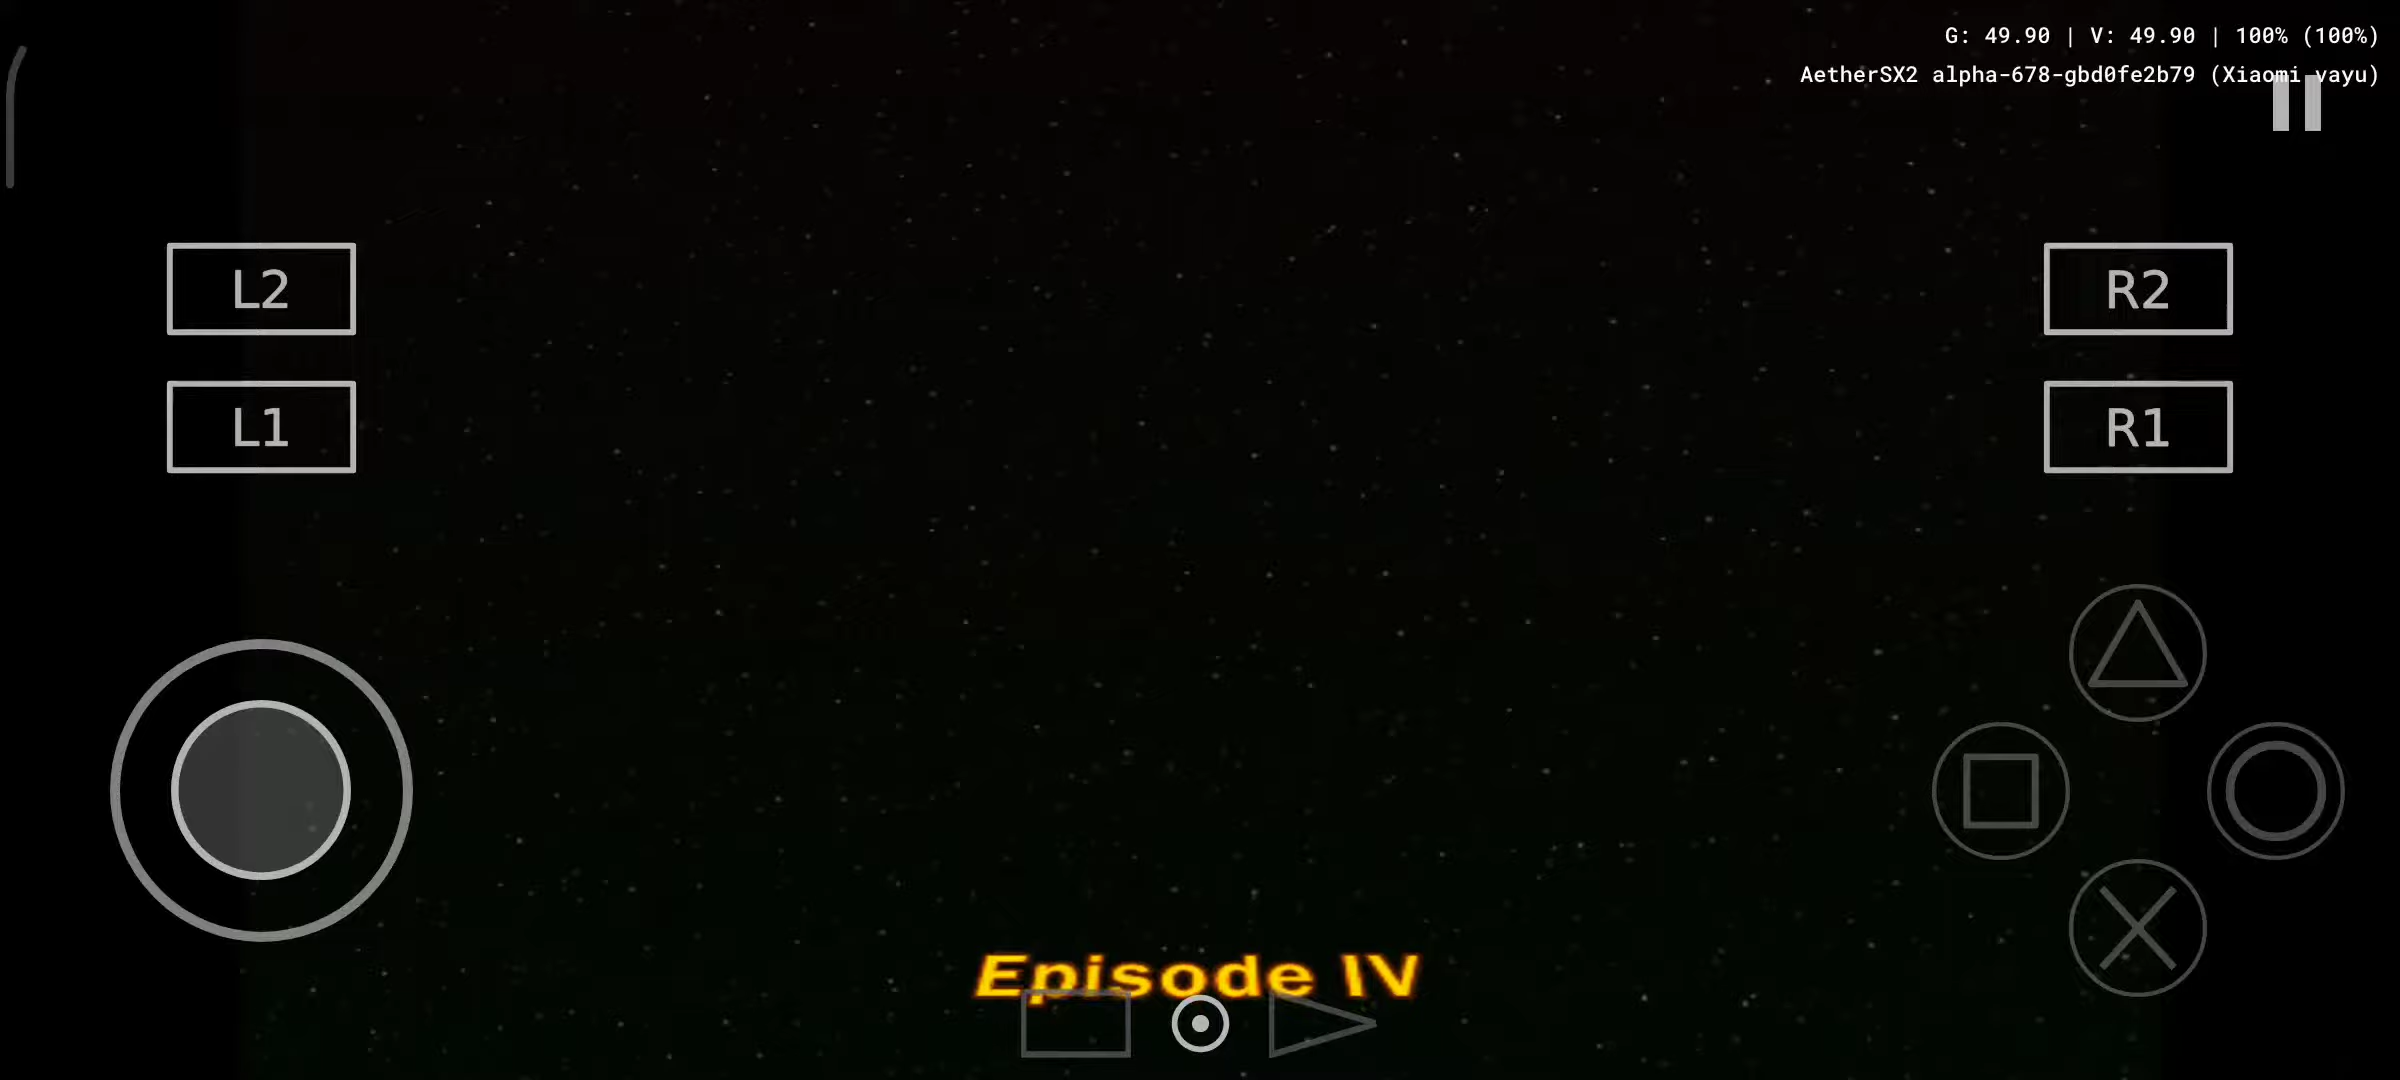 G: 49.90 | V: 49.90 | 100% (100%)
AetherSX2 alpha-678-gbd0fe2b79 (Xiaomi vayu)
L2
R2
L1
R1
Episode IV